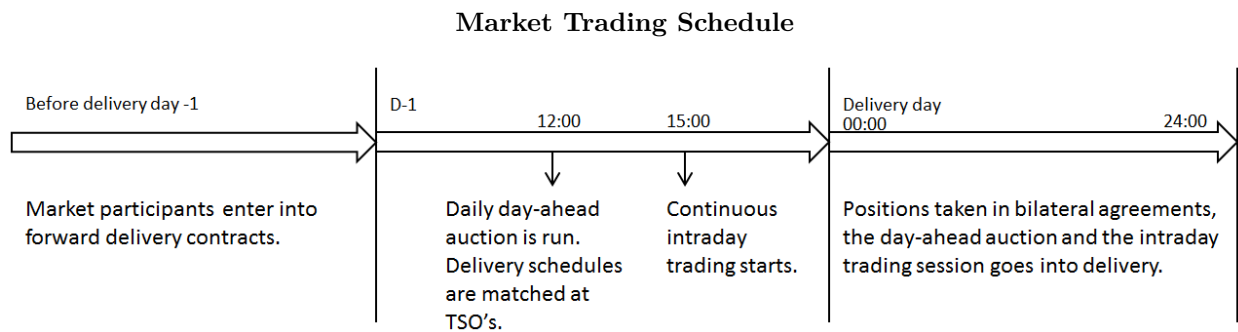 Market Trading Schedule
Before delivery day -1
D-1
12:00
15:00
Delivery day
00:00
24:00
Market participants enter into
forward delivery contracts.
Daily day-ahead
auction is run.
Delivery schedules
are matched at
TSO's.
Continuous
intraday
trading starts.
Positions taken in bilateral agreements,
the day-ahead auction and the intraday
trading session goes into delivery.